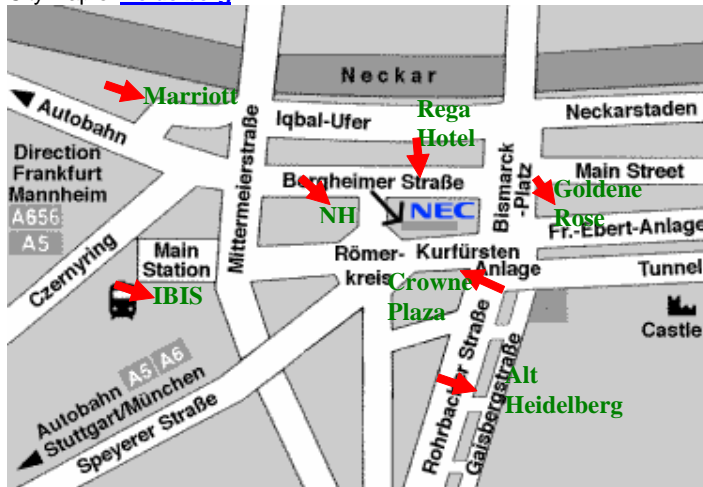 Neckar
Marriott
Autobahn
Iqbal-Ufer
Rega
Hotel
Neckarstaden
Direction
Frankfurt
Mannheim
A656
A5
Mittermeierstraße
Bergheimer Straße
Bismarck
-Platz
Main Street
Goldene
Rose
NH
NEC
Fr.-Ebert-Anlage
Czernyring
Main
Station
Römer-
kreis
Kurfürsten
Anlage
Tunnel
IBIS
Crowne
Plaza
Castle
Rohrbacher Straße
Gaisbergstraße
Alt
Heidelberg
Autobahn A5 A6
Stuttgart/München
Speyerer Straße